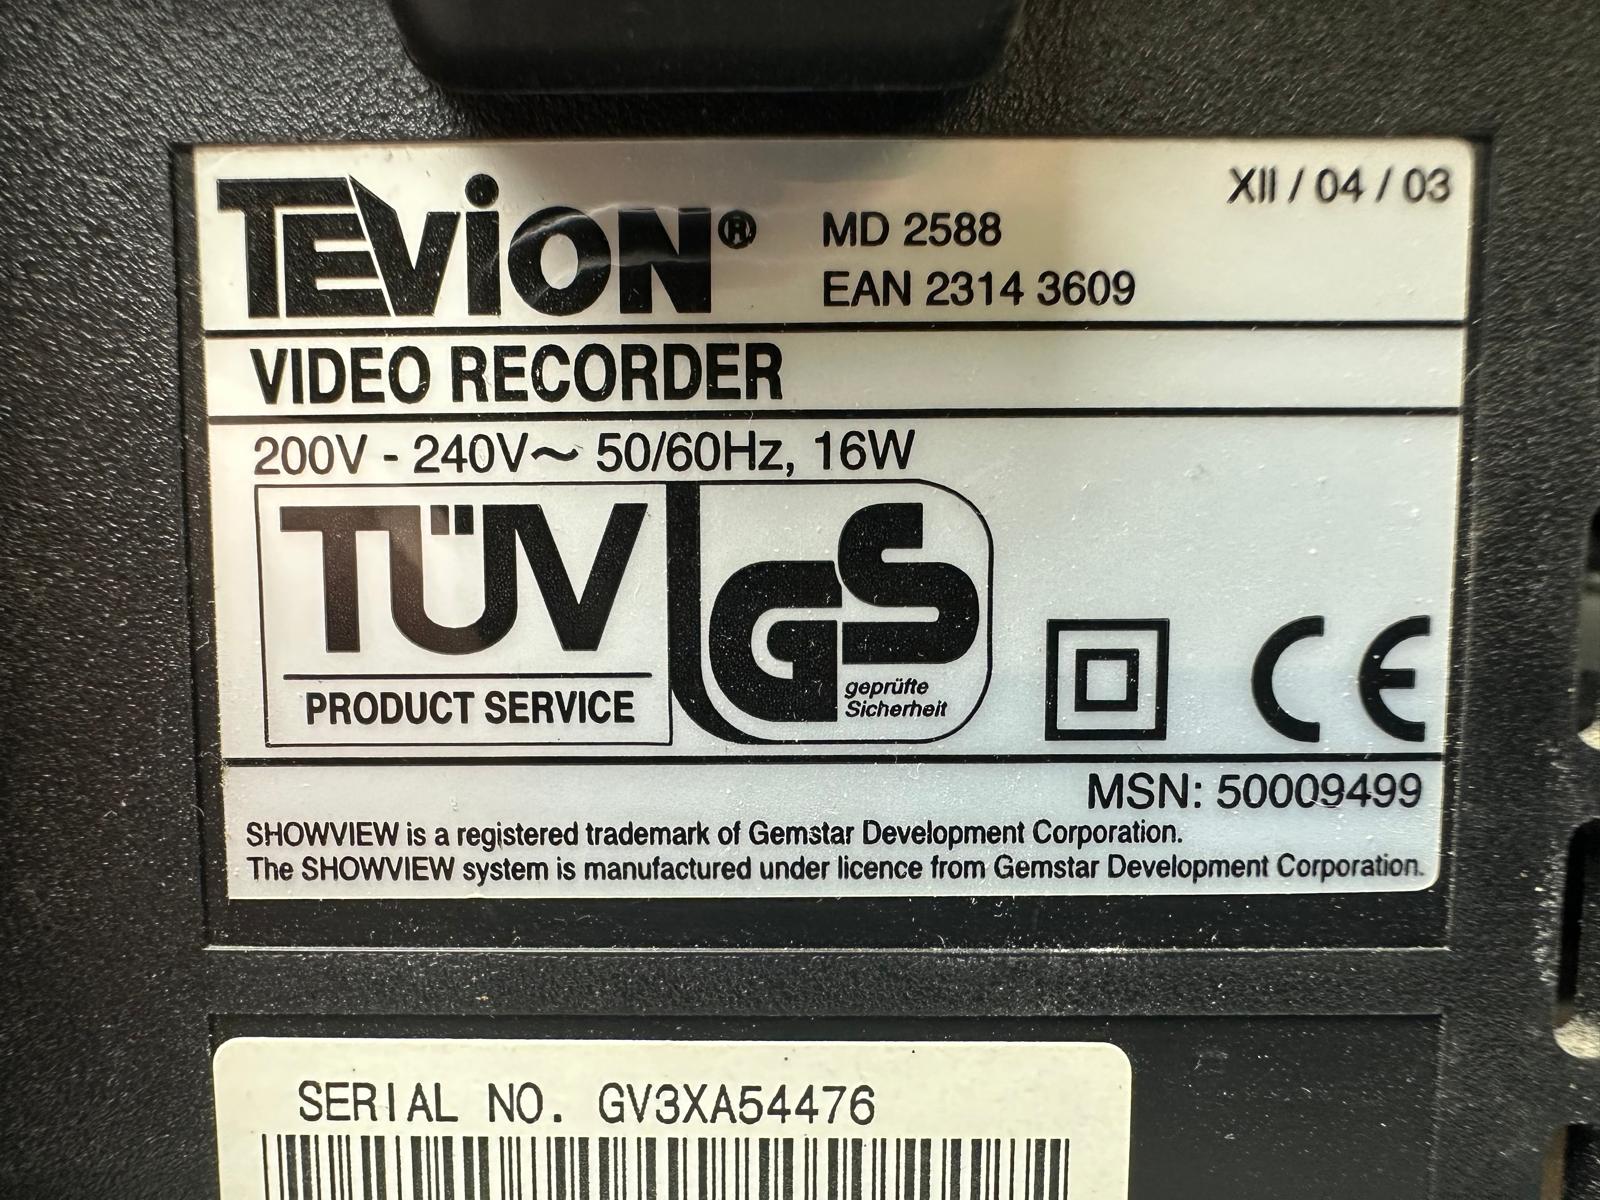 TEVION® MD 2588 XII / 04 / 03
EAN 2314 3609
VIDEO RECORDER
200V - 240V~ 50/60Hz, 16W
TÜV GS
geprüfte
Sicherheit
PRODUCT SERVICE
CE
MSN: 50009499
SHOWVIEW is a registered trademark of Gemstar Development Corporation.
The SHOWVIEW system is manufactured under licence from Gemstar Development Corporation.
SERIAL NO. GV3XA54476